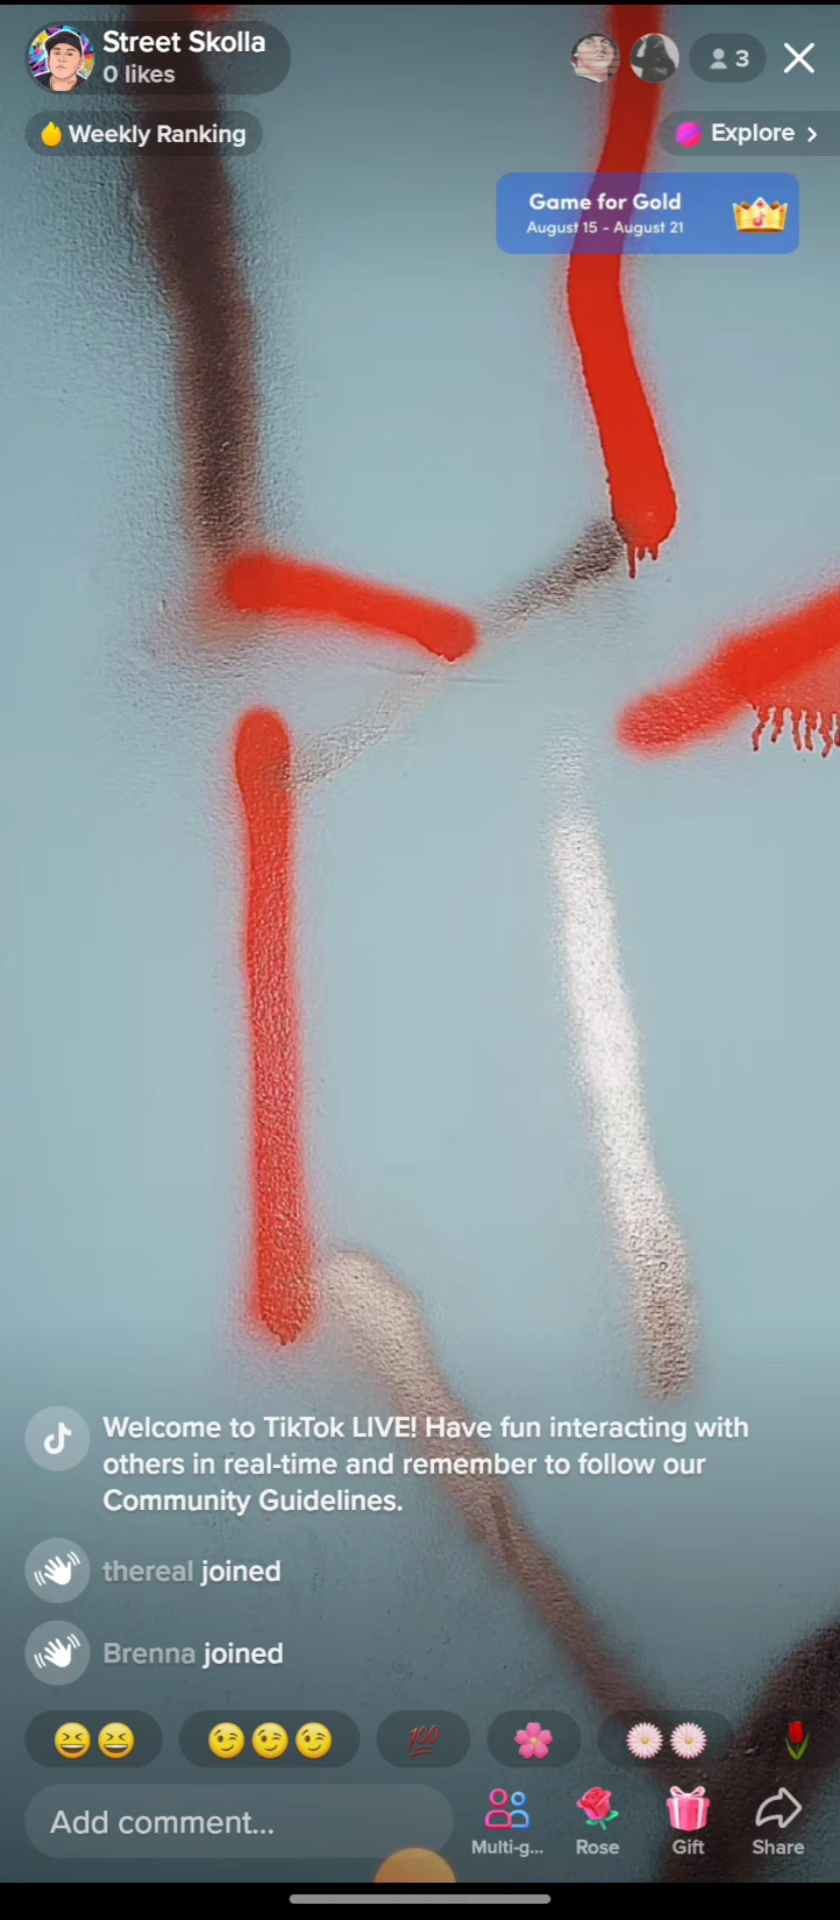 Street Skolla
0 likes
3
Weekly Ranking
Explore
Game for Gold
August 15 - August 21
Welcome to TikTok LIVE! Have fun interacting with
others in real-time and remember to follow our
Community Guidelines.
thereal joined
Brenna joined
100
Add comment...
Multi-g...
Rose
Gift
Share